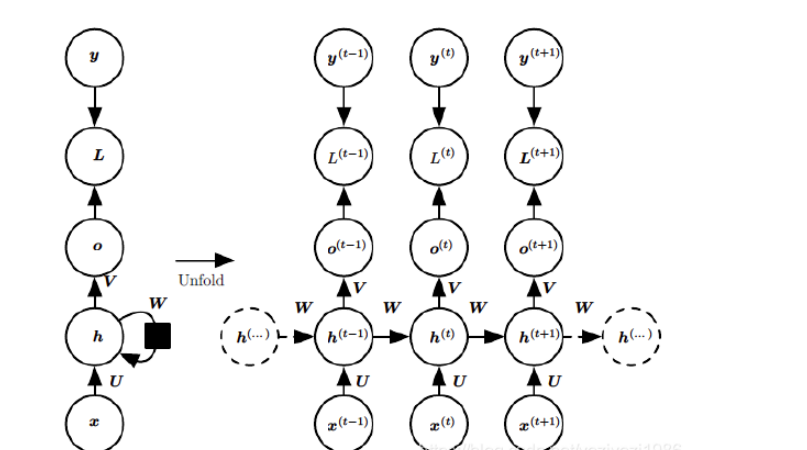 y y^(t−1) y^(t) y^(t+1)
L L^(t−1) L^(t) L^(t+1)
o o^(t−1) o^(t) o^(t+1)
Unfold
V V V V
W W W W W
h h^(...) h^(t−1) h^(t) h^(t+1) h^(...)
U U U U
x x^(t−1) x^(t) x^(t+1)